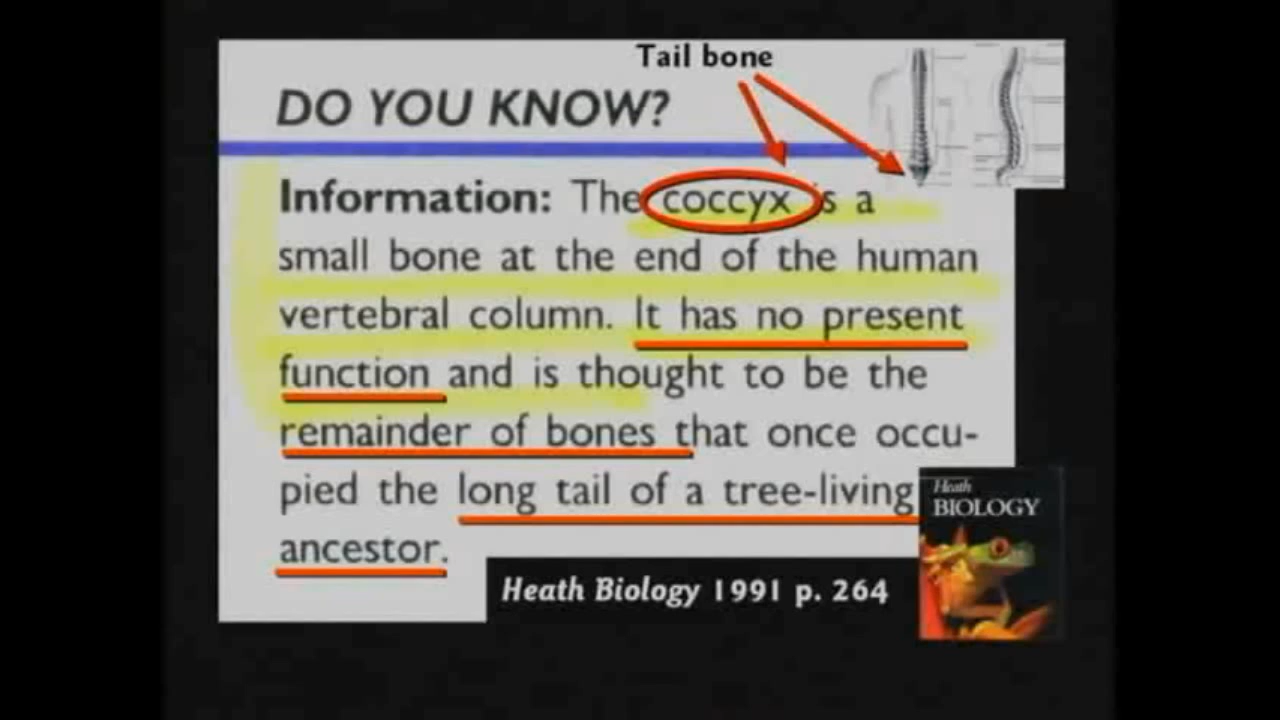 Tail bone
DO YOU KNOW?
Information: The coccyx is a
small bone at the end of the human
vertebral column. It has no present
function and is thought to be the
remainder of bones that once occu-
pied the long tail of a tree-living
ancestor.
Heath
BIOLOGY
Heath Biology 1991 p. 264